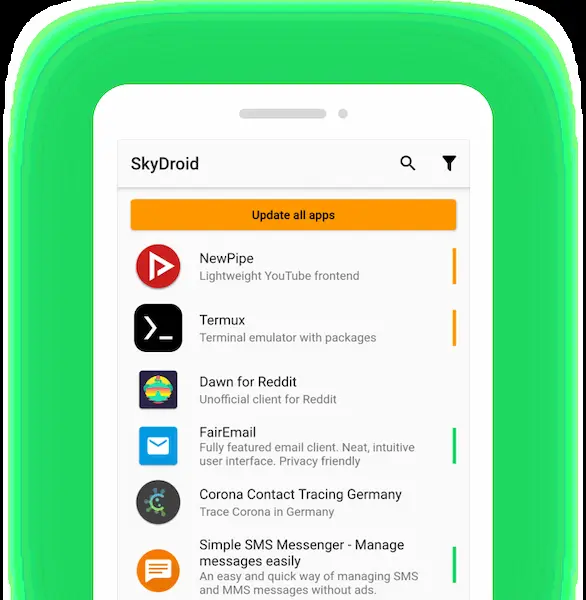 SkyDroid
Update all apps
NewPipe
Lightweight YouTube frontend
Termux
Terminal emulator with packages
Dawn for Reddit
Unofficial client for Reddit
FairEmail
Fully featured email client. Neat, intuitive
user interface. Privacy friendly
Corona Contact Tracing Germany
Trace Corona in Germany
Simple SMS Messenger - Manage
messages easily
An easy and quick way of managing SMS
and MMS messages without ads.